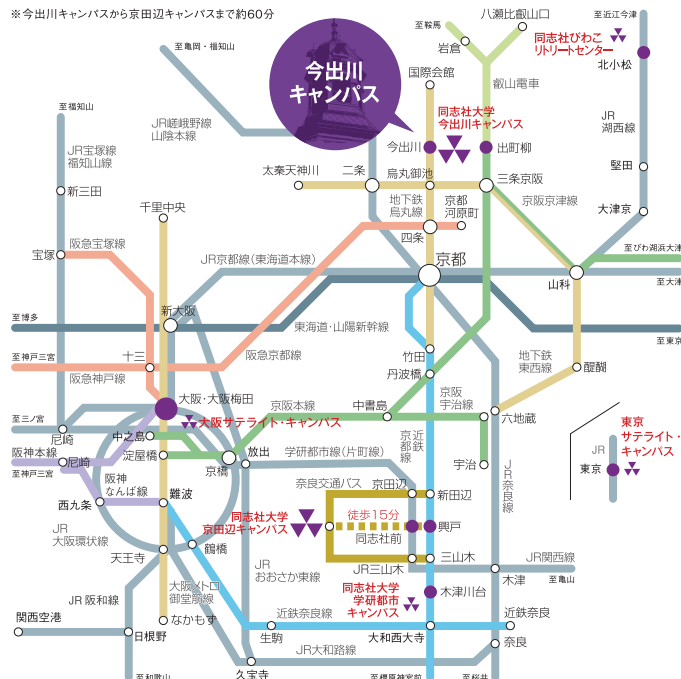 ※今出川キャンパスから京田辺キャンパスまで約60分
至鞍馬
八瀬比叡山口
至近江今津
同志社びわこ
リトリートセンター
岩倉
北小松
至亀岡・福知山
今出川
キャンパス
国際会館
叡山電車
至福知山
JR嵯峨野線
山陰本線
同志社大学
今出川キャンパス
JR
湖西線
JR宝塚線
福知山線
今出川
出町柳
太秦天神川
二条
烏丸御池
三条京阪
堅田
新三田
地下鉄
烏丸線
京都
河原町
京阪京津線
大津京
千里中央
四条
阪急宝塚線
宝塚
JR京都線(東海道本線)
京都
至びわ湖浜大津
山科
至大津
新大阪
至博多
東海道・山陽新幹線
至東京
十三
阪急京都線
竹田
地下鉄
東西線
至神戸三宮
阪急神戸線
丹波橋
醍醐
大阪・大阪梅田
京阪本線
中書島
京阪
宇治線
六地蔵
至三ノ宮
大阪サテライト・キャンパス
東京
サテライト・
キャンパス
尼崎
中之島
JR
阪神本線
淀屋橋
放出
学研都市線(片町線)
近鉄
京都線
尼崎
京橋
宇治
東京
至神戸三宮
阪神
なんば線
奈良交通バス
京田辺
JR奈良線
西九条
難波
新田辺
同志社大学
京田辺キャンパス
徒歩15分
興戸
JR
大阪環状線
同志社前
鶴橋
天王寺
三山木
JR関西線
JR
おおさか東線
JR三山木
木津
至亀山
大阪メトロ
御堂筋線
同志社大学
学研都市
キャンパス
木津川台
JR阪和線
関西空港
なかもず
近鉄奈良線
近鉄奈良
日根野
生駒
大和西大寺
奈良
JR大和路線
久宝寺
至和歌山
至橿原神宮前
至桜井